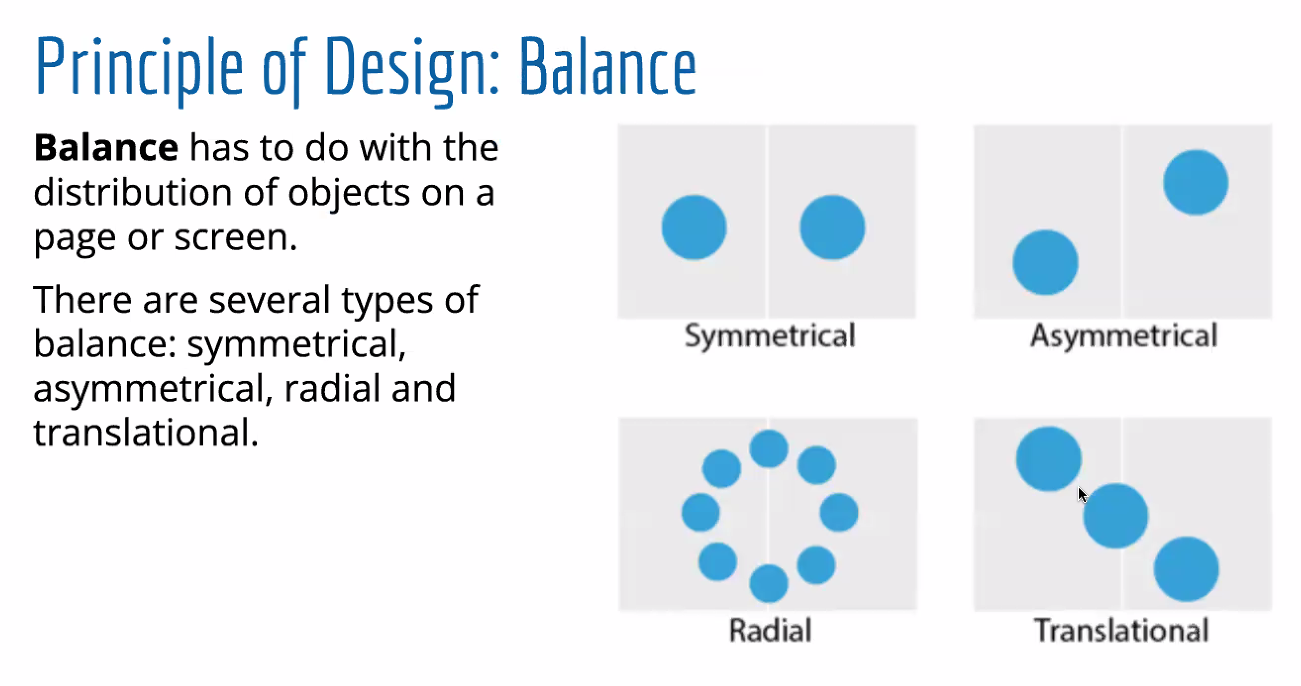 Principle of Design: Balance
Balance has to do with the
distribution of objects on a
page or screen.
There are several types of
balance: symmetrical,
asymmetrical, radial and
translational.
Symmetrical
Asymmetrical
Radial
Translational